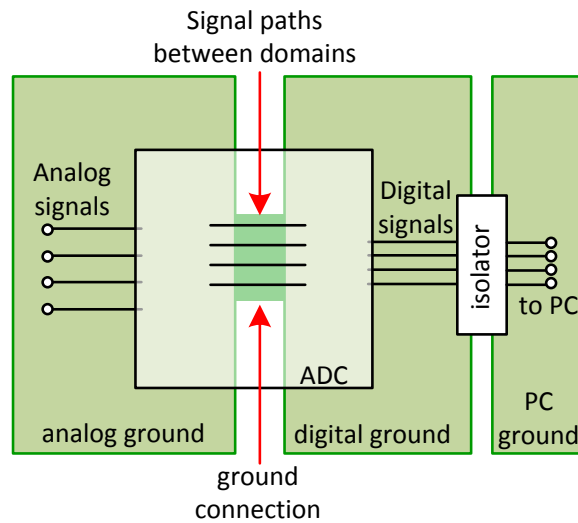 Signal paths
between domains
Analog
signals
Digital
signals
isolator
to PC
ADC
analog ground
digital ground
PC
ground
ground
connection